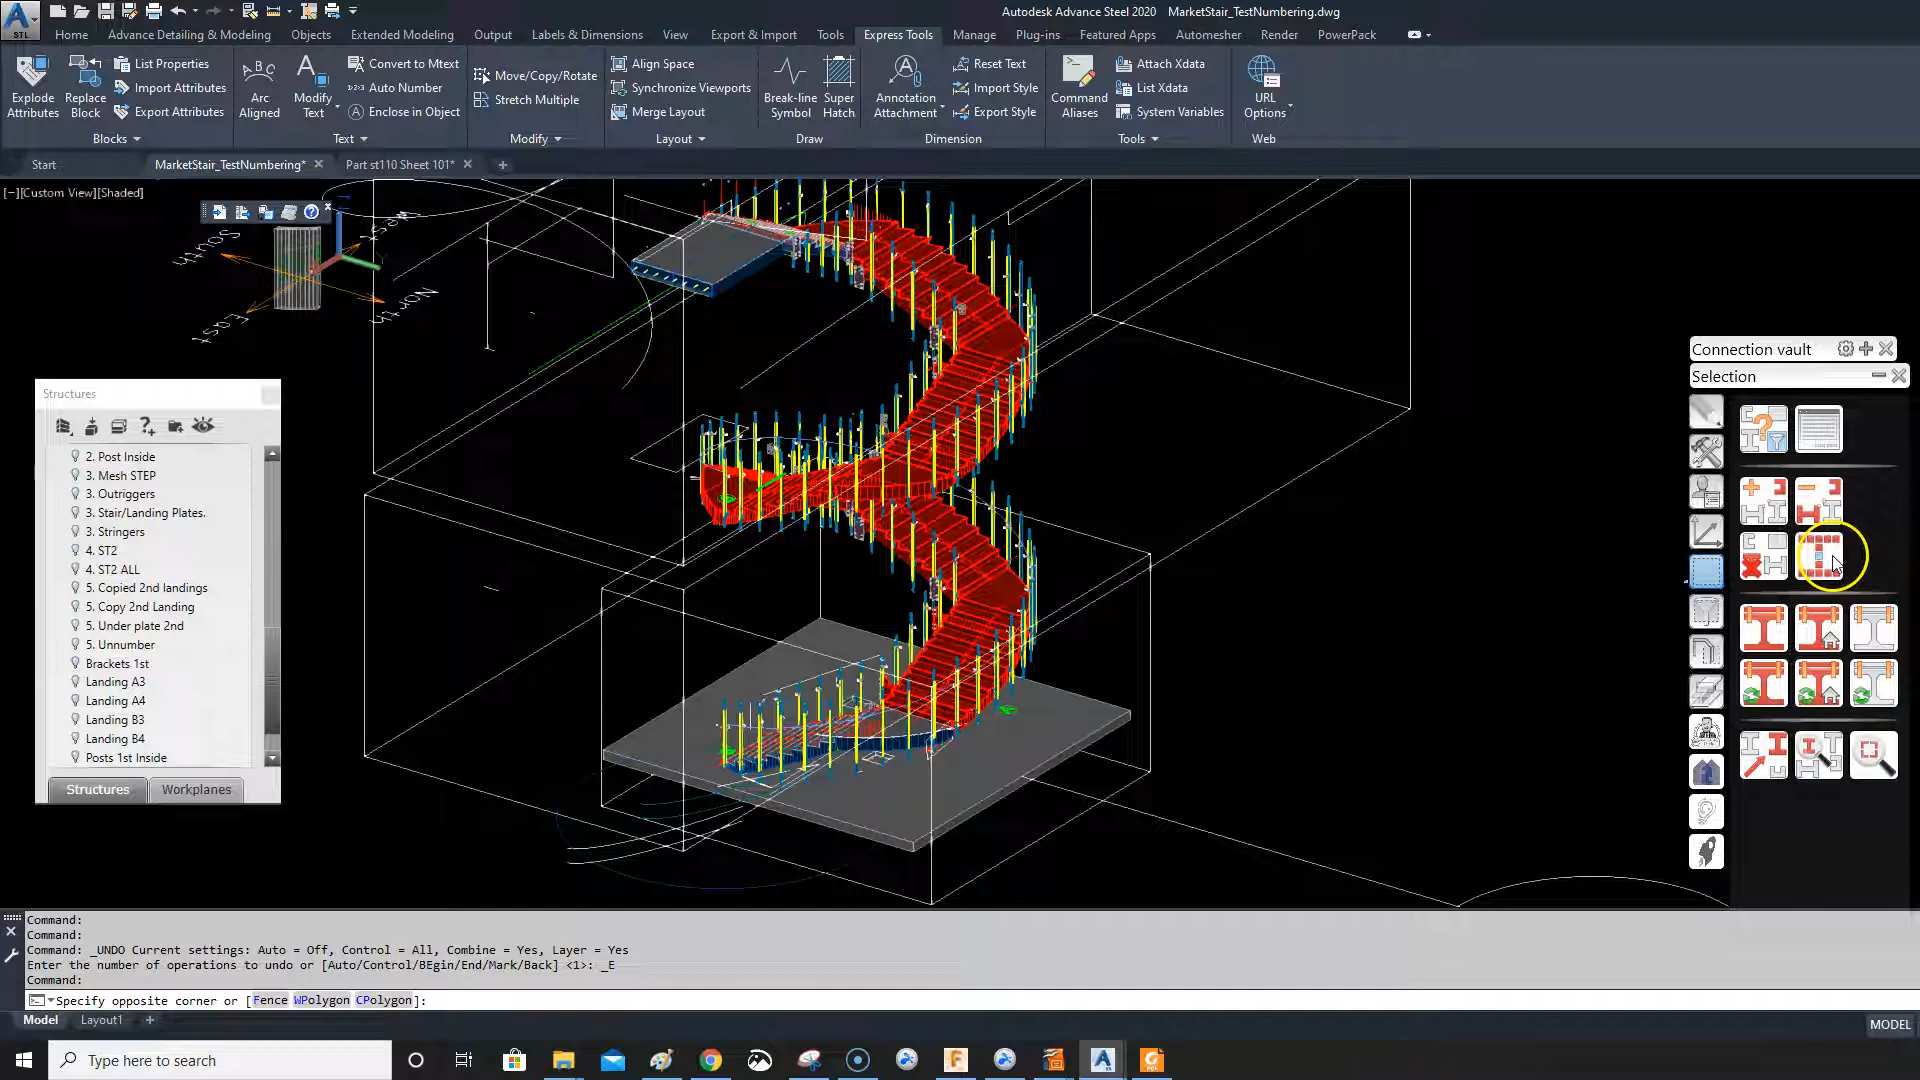 Autodesk Advance Steel 2020 MarketStair_TestNumbering.dwg
STL
Home Advance Detailing & Modeling Objects Extended Modeling Output Labels & Dimensions View Export & Import Tools Express Tools Manage Plug-ins Featured Apps Automesher Render PowerPack
Explode Attributes
Replace Block
List Properties
Import Attributes
Export Attributes
Blocks
ABC
Arc Aligned
Modify Text
Convert to Mtext
Auto Number
Enclose in Object
Text
Move/Copy/Rotate
Stretch Multiple
Modify
Align Space
Synchronize Viewports
Merge Layout
Layout
Break-line Symbol
Super Hatch
Draw
Annotation Attachment
Reset Text
Import Style
Export Style
Dimension
Command Aliases
Attach Xdata
List Xdata
System Variables
Tools
URL Options
Web
Start MarketStair_TestNumbering* Part st110 Sheet 101*
[−][Custom View][Shaded]
South
West
North
East
Structures
2. Post Inside
3. Mesh STEP
3. Outriggers
3. Stair/Landing Plates.
3. Stringers
4. ST2
4. ST2 ALL
5. Copied 2nd landings
5. Copy 2nd Landing
5. Under plate 2nd
5. Unnumber
Brackets 1st
Landing A3
Landing A4
Landing B3
Landing B4
Posts 1st Inside
Structures Workplanes
Connection vault
Selection
Command:
Command:
Command: _UNDO Current settings: Auto = Off, Control = All, Combine = Yes, Layer = Yes
Enter the number of operations to undo or [Auto/Control/BEgin/End/Mark/Back] <1>: _E
Command:
Specify opposite corner or [Fence WPolygon CPolygon]:
Model Layout1 +
MODEL
Type here to search